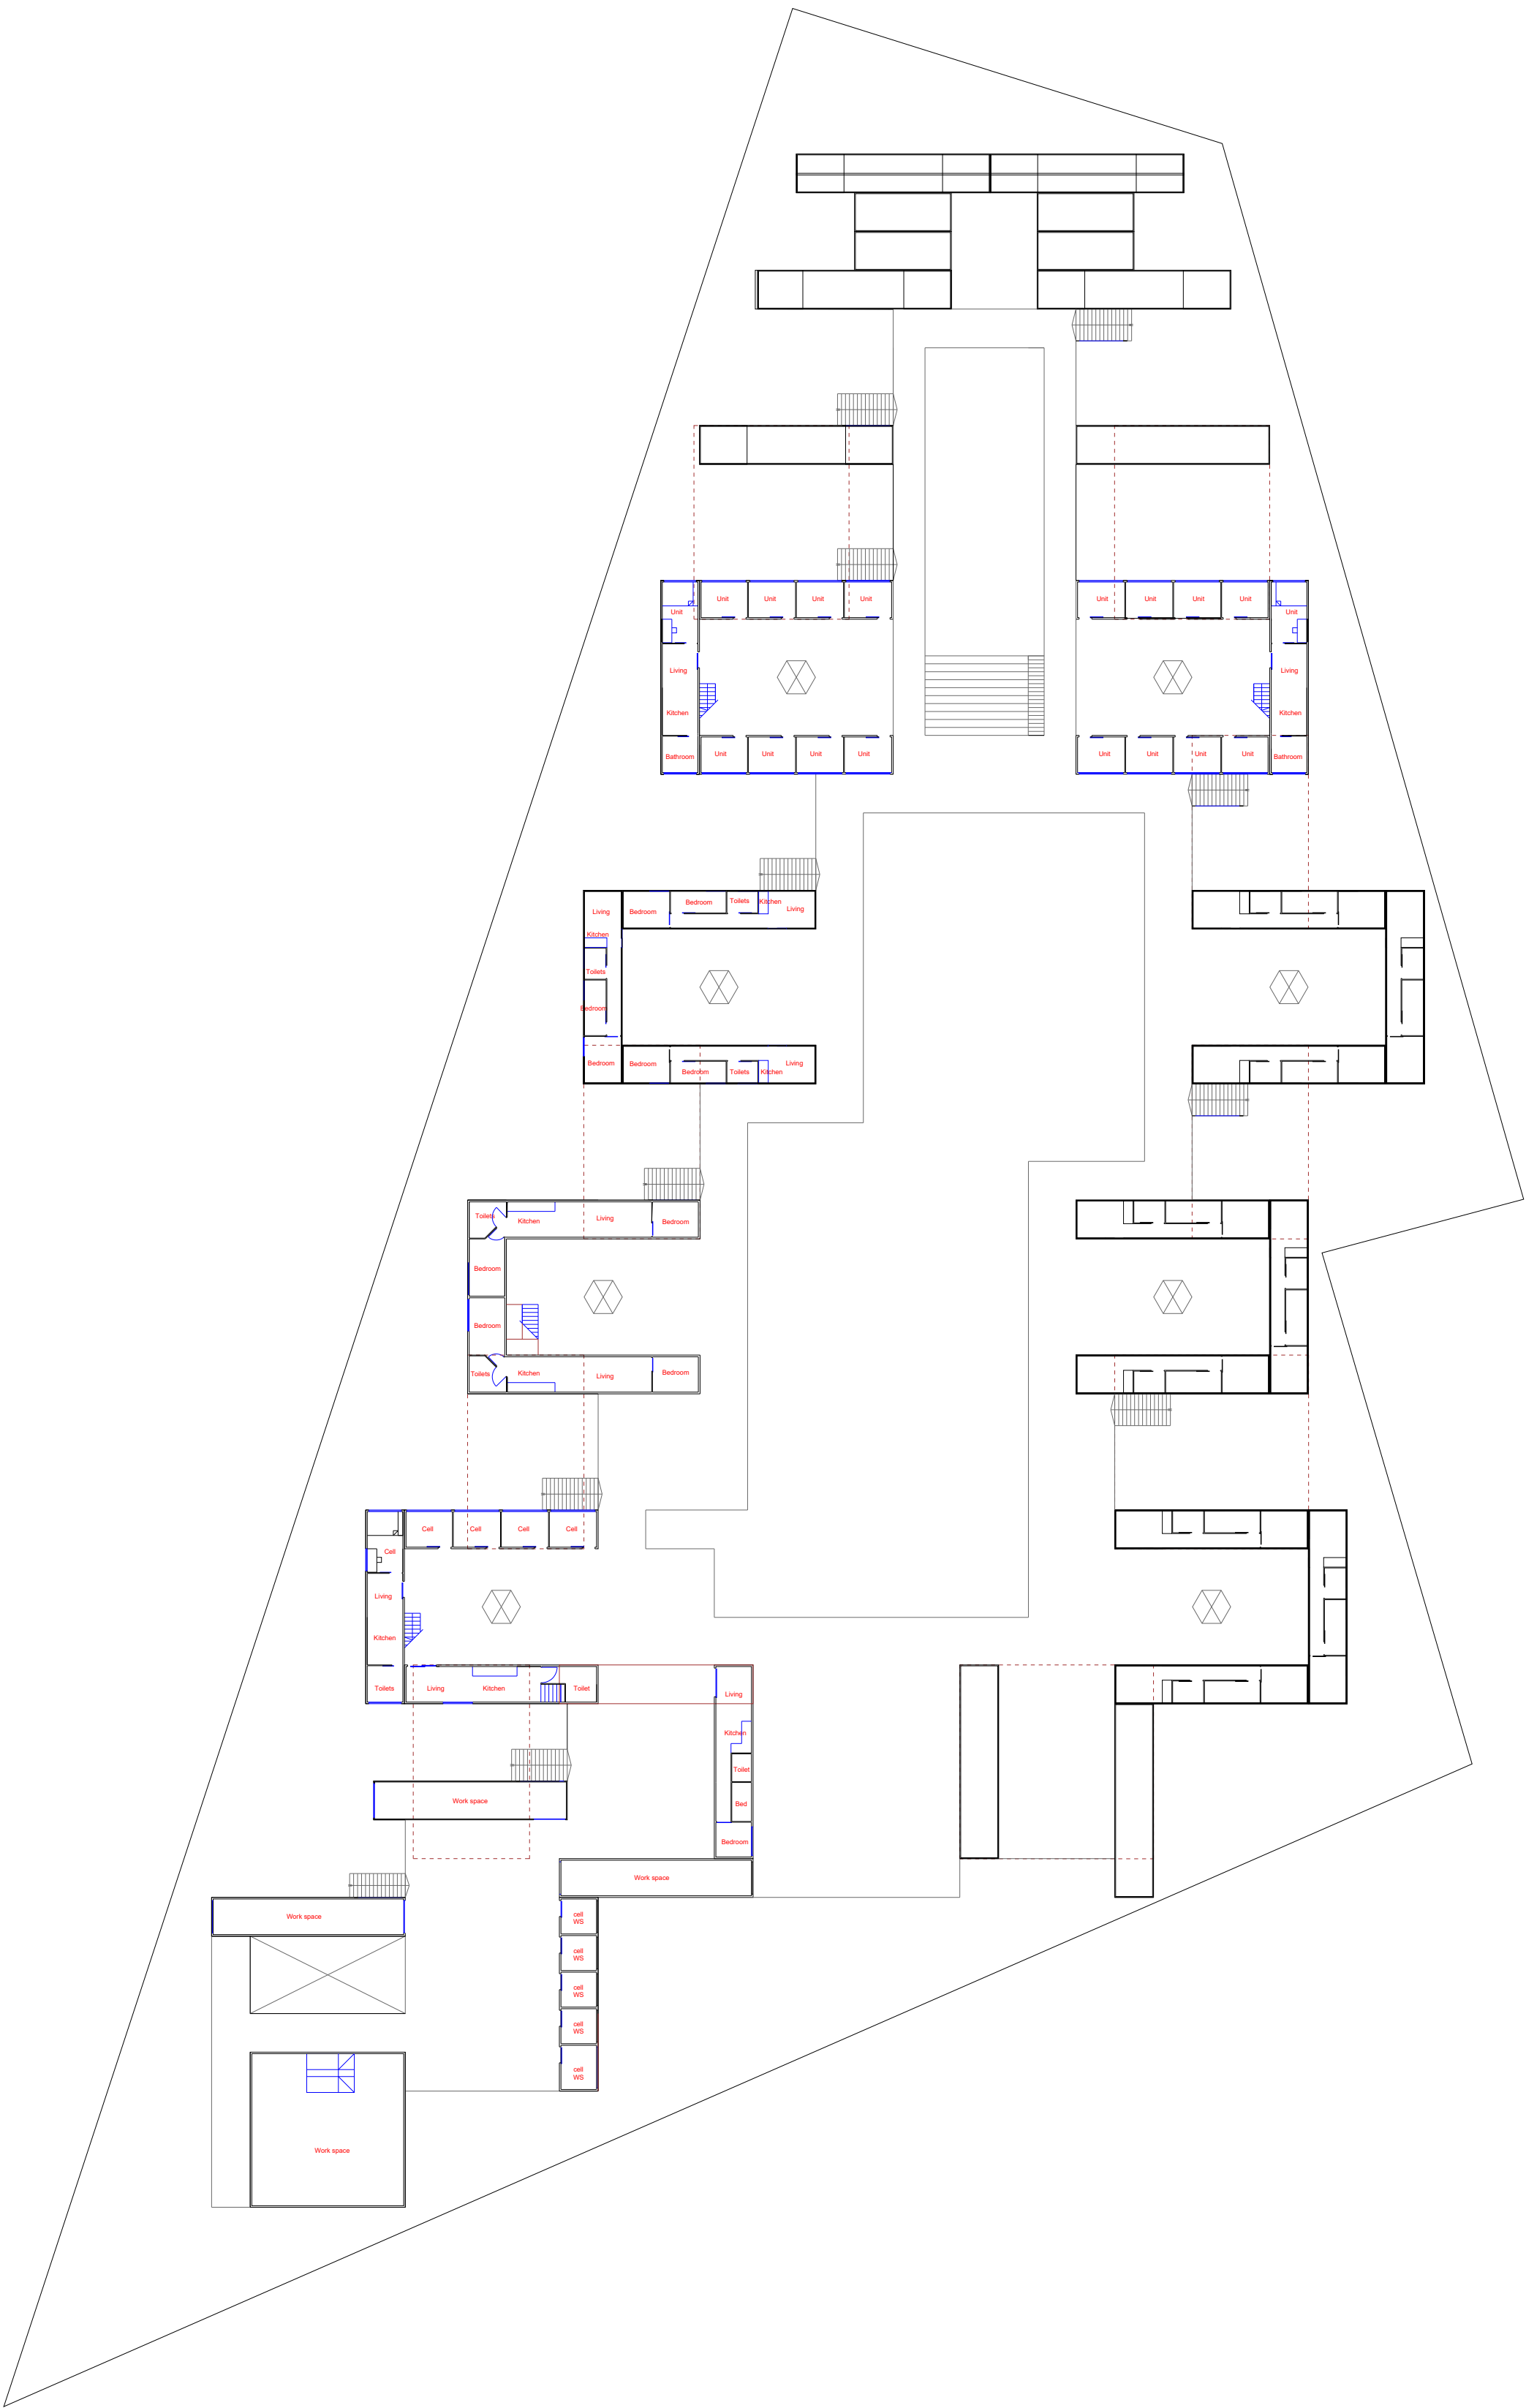 Unit
Unit
Unit
Unit
Unit
Living
Kitchen
Bathroom
Unit
Unit
Unit
Unit
Unit
Unit
Unit
Unit
Unit
Living
Kitchen
Unit
Unit
Unit
Unit
Bathroom
Living
Kitchen
Toilets
Bedroom
Bedroom
Bedroom
Bedroom
Toilets
Kitchen
Living
Bedroom
Bedroom
Toilets
Kitchen
Living
Toilets
Kitchen
Living
Bedroom
Bedroom
Bedroom
Toilets
Kitchen
Living
Bedroom
Cell
Cell
Cell
Cell
Cell
Living
Kitchen
Toilets
Living
Kitchen
Toilet
Living
Kitchen
Toilet
Bed
Bedroom
Work space
Work space
Work space
cell
WS
cell
WS
cell
WS
cell
WS
cell
WS
Work space